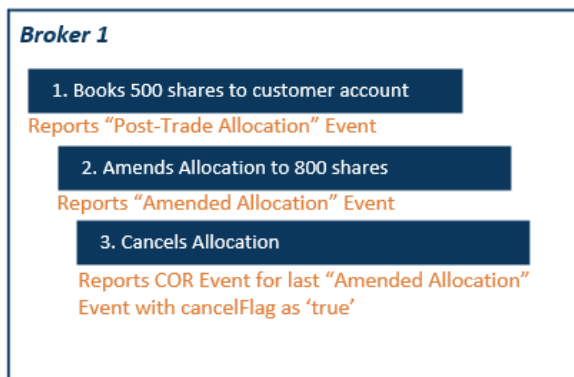 Broker 1
1. Books 500 shares to customer account
Reports “Post-Trade Allocation” Event
2. Amends Allocation to 800 shares
Reports “Amended Allocation” Event
3. Cancels Allocation
Reports COR Event for last “Amended Allocation”
Event with cancelFlag as ‘true’